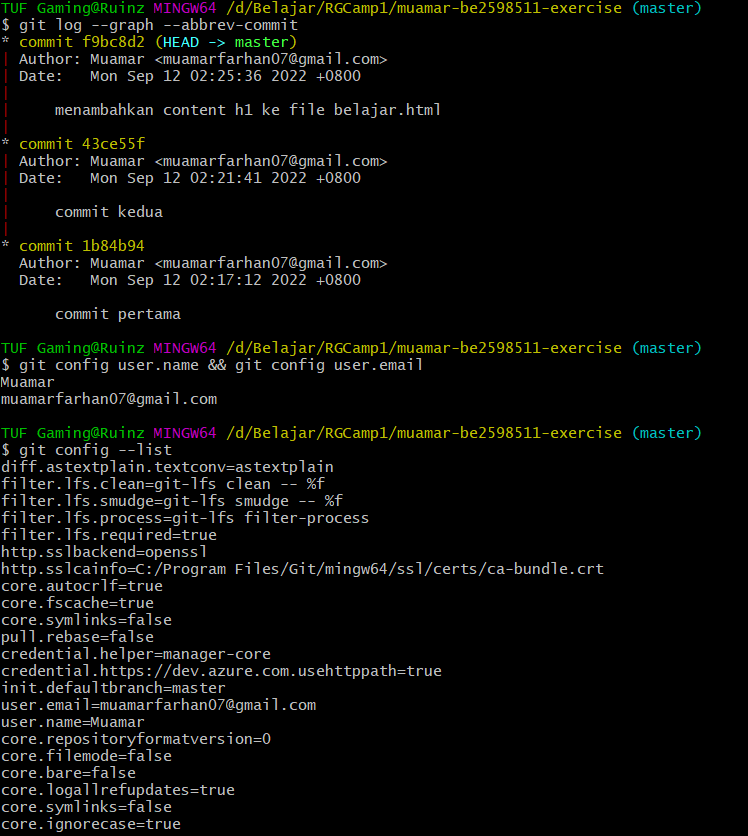 TUF Gaming@Ruinz MINGW64 /d/Belajar/RGCamp1/muamar-be2598511-exercise (master)
$ git log --graph --abbrev-commit
* commit f9bc8d2 (HEAD -> master)
| Author: Muamar <muamarfarhan07@gmail.com>
| Date:   Mon Sep 12 02:25:36 2022 +0800
|
|     menambahkan content h1 ke file belajar.html
|
* commit 43ce55f
| Author: Muamar <muamarfarhan07@gmail.com>
| Date:   Mon Sep 12 02:21:41 2022 +0800
|
|     commit kedua
|
* commit 1b84b94
  Author: Muamar <muamarfarhan07@gmail.com>
  Date:   Mon Sep 12 02:17:12 2022 +0800

      commit pertama

TUF Gaming@Ruinz MINGW64 /d/Belajar/RGCamp1/muamar-be2598511-exercise (master)
$ git config user.name && git config user.email
Muamar
muamarfarhan07@gmail.com

TUF Gaming@Ruinz MINGW64 /d/Belajar/RGCamp1/muamar-be2598511-exercise (master)
$ git config --list
diff.astextplain.textconv=astextplain
filter.lfs.clean=git-lfs clean -- %f
filter.lfs.smudge=git-lfs smudge -- %f
filter.lfs.process=git-lfs filter-process
filter.lfs.required=true
http.sslbackend=openssl
http.sslcainfo=C:/Program Files/Git/mingw64/ssl/certs/ca-bundle.crt
core.autocrlf=true
core.fscache=true
core.symlinks=false
pull.rebase=false
credential.helper=manager-core
credential.https://dev.azure.com.usehttppath=true
init.defaultbranch=master
user.email=muamarfarhan07@gmail.com
user.name=Muamar
core.repositoryformatversion=0
core.filemode=false
core.bare=false
core.logallrefupdates=true
core.symlinks=false
core.ignorecase=true